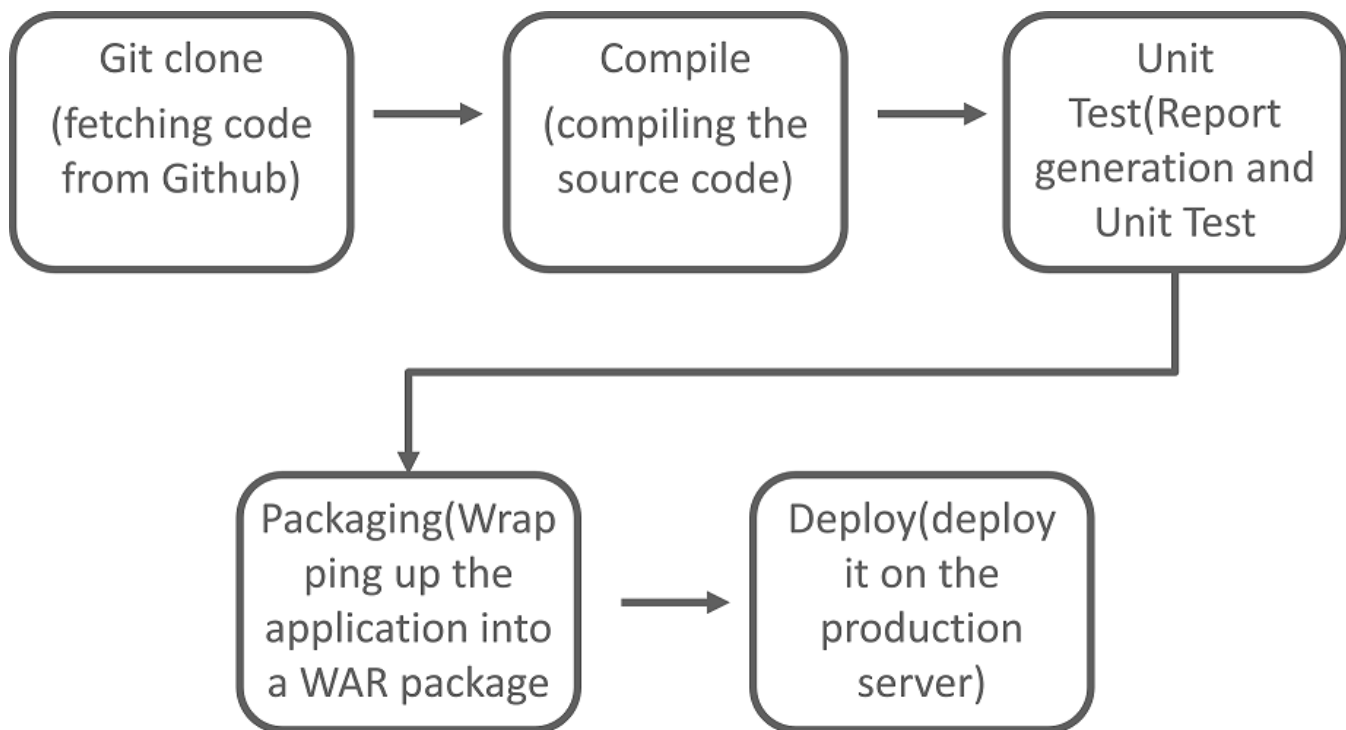 Git clone
(fetching code
from Github)
Compile
(compiling the
source code)
Unit
Test(Report
generation and
Unit Test
Packaging(Wrap
ping up the
application into
a WAR package
Deploy(deploy
it on the
production
server)